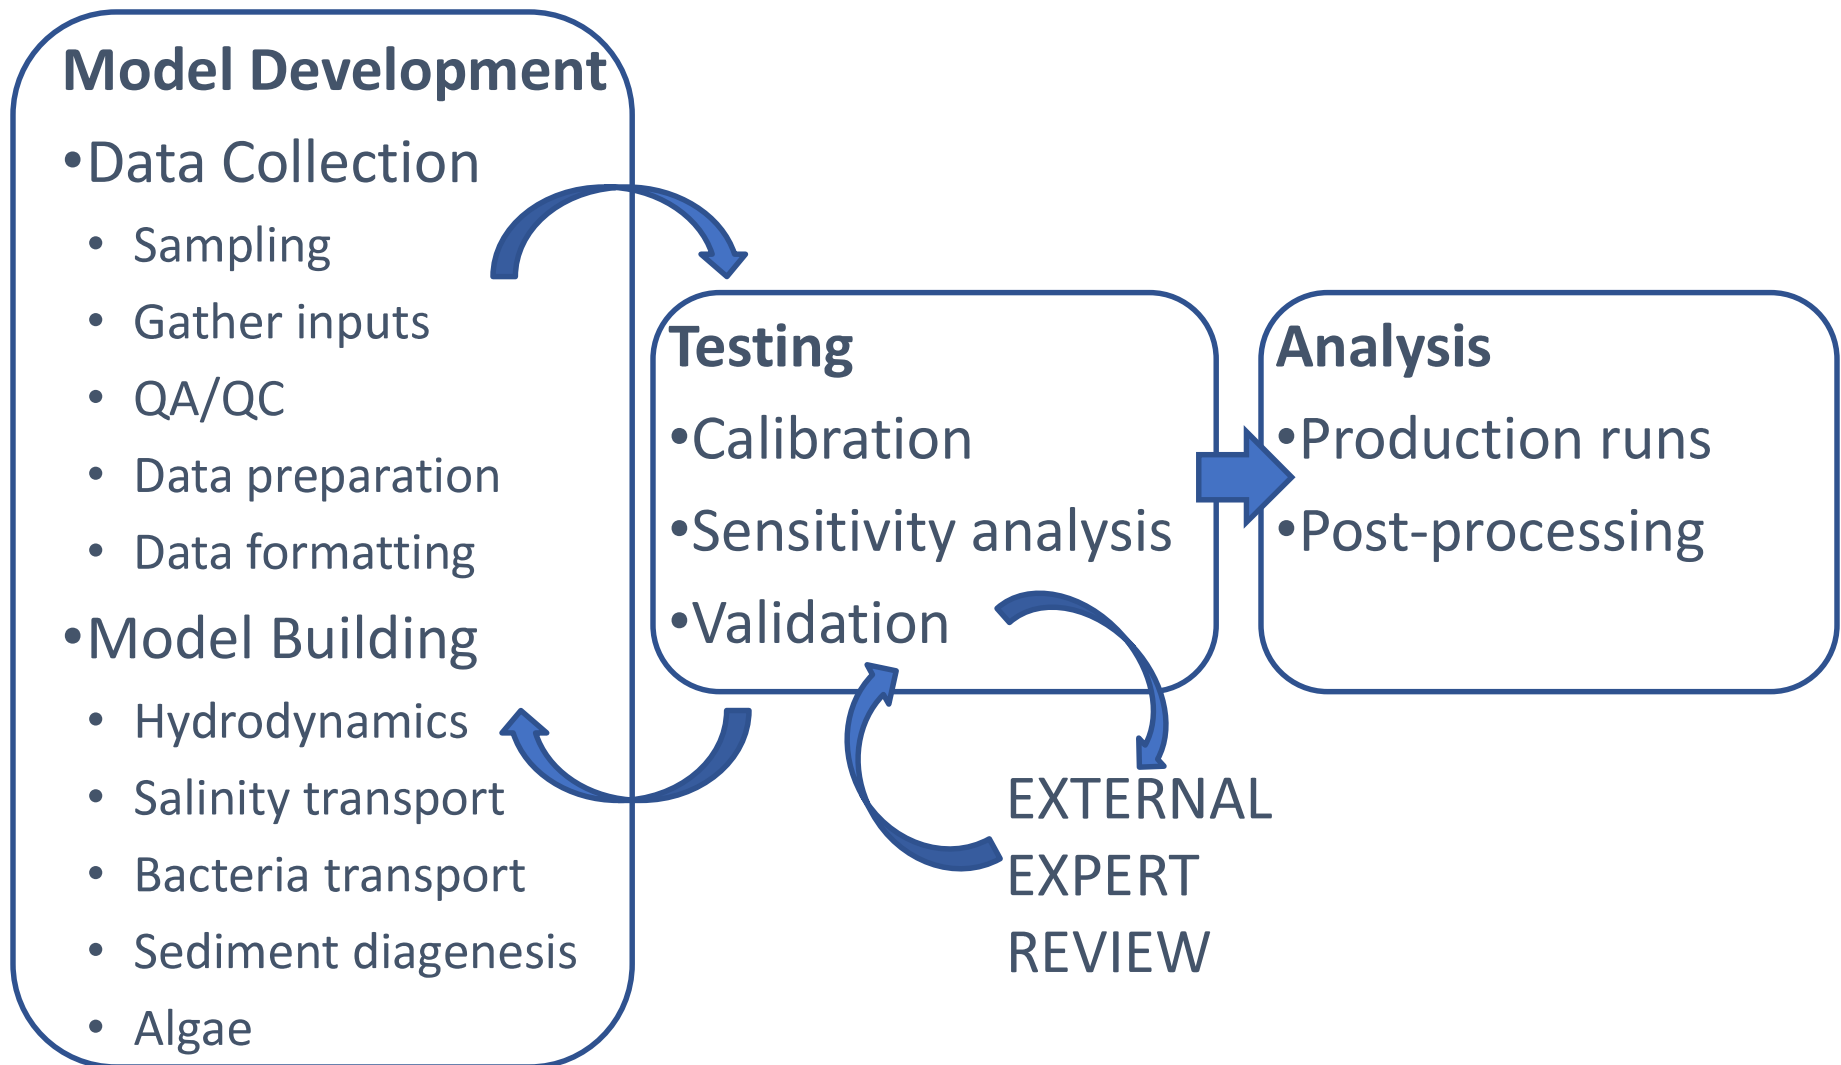 Model Development
•Data Collection
• Sampling
• Gather inputs
• QA/QC
• Data preparation
• Data formatting
•Model Building
• Hydrodynamics
• Salinity transport
• Bacteria transport
• Sediment diagenesis
• Algae
Testing
•Calibration
•Sensitivity analysis
•Validation
EXTERNAL
EXPERT
REVIEW
Analysis
•Production runs
•Post-processing